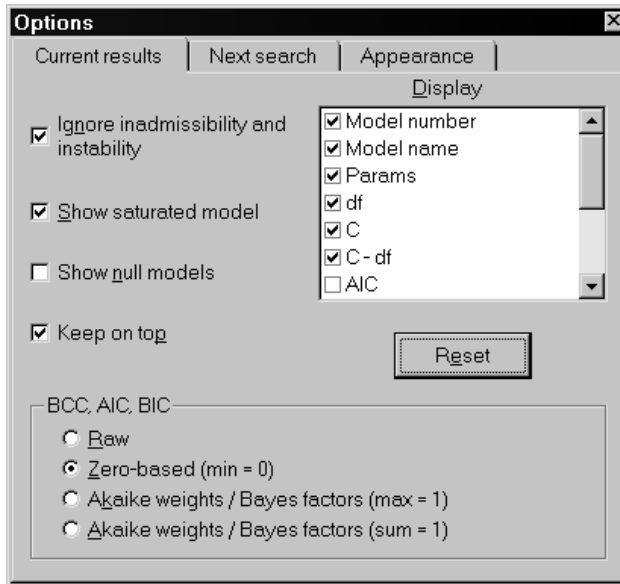 Options
Current results
Next search
Appearance
Display
Ignore inadmissibility and
instability
Show saturated model
Show null models
Keep on top
Model number
Model name
Params
df
C
C - df
AIC
Reset
BCC, AIC, BIC
Raw
Zero-based (min = 0)
Akaike weights / Bayes factors (max = 1)
Akaike weights / Bayes factors (sum = 1)